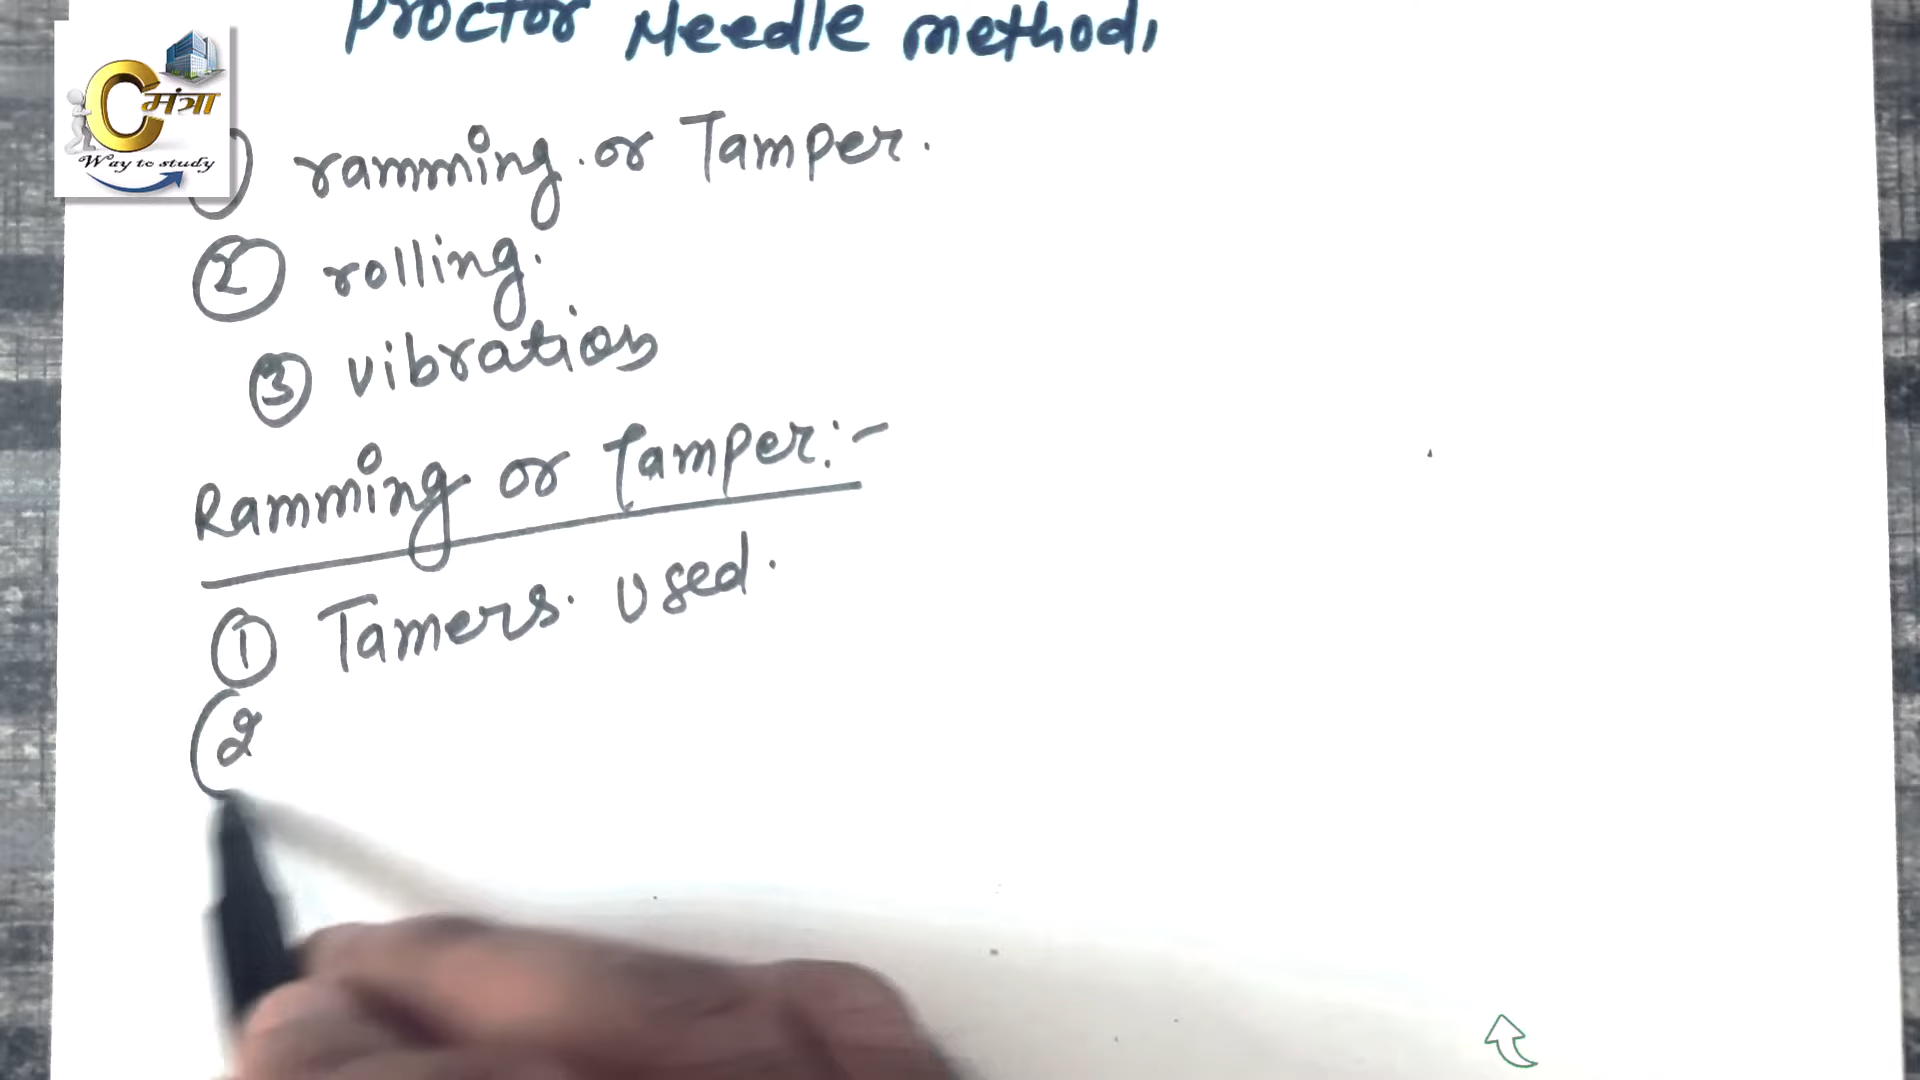 Proctor Needle method,
C मंत्रा
Way to study
1 ramming. or Tamper.
2 rolling.
3 vibration
Ramming or Tamper:-
1 Tamers. used.
2